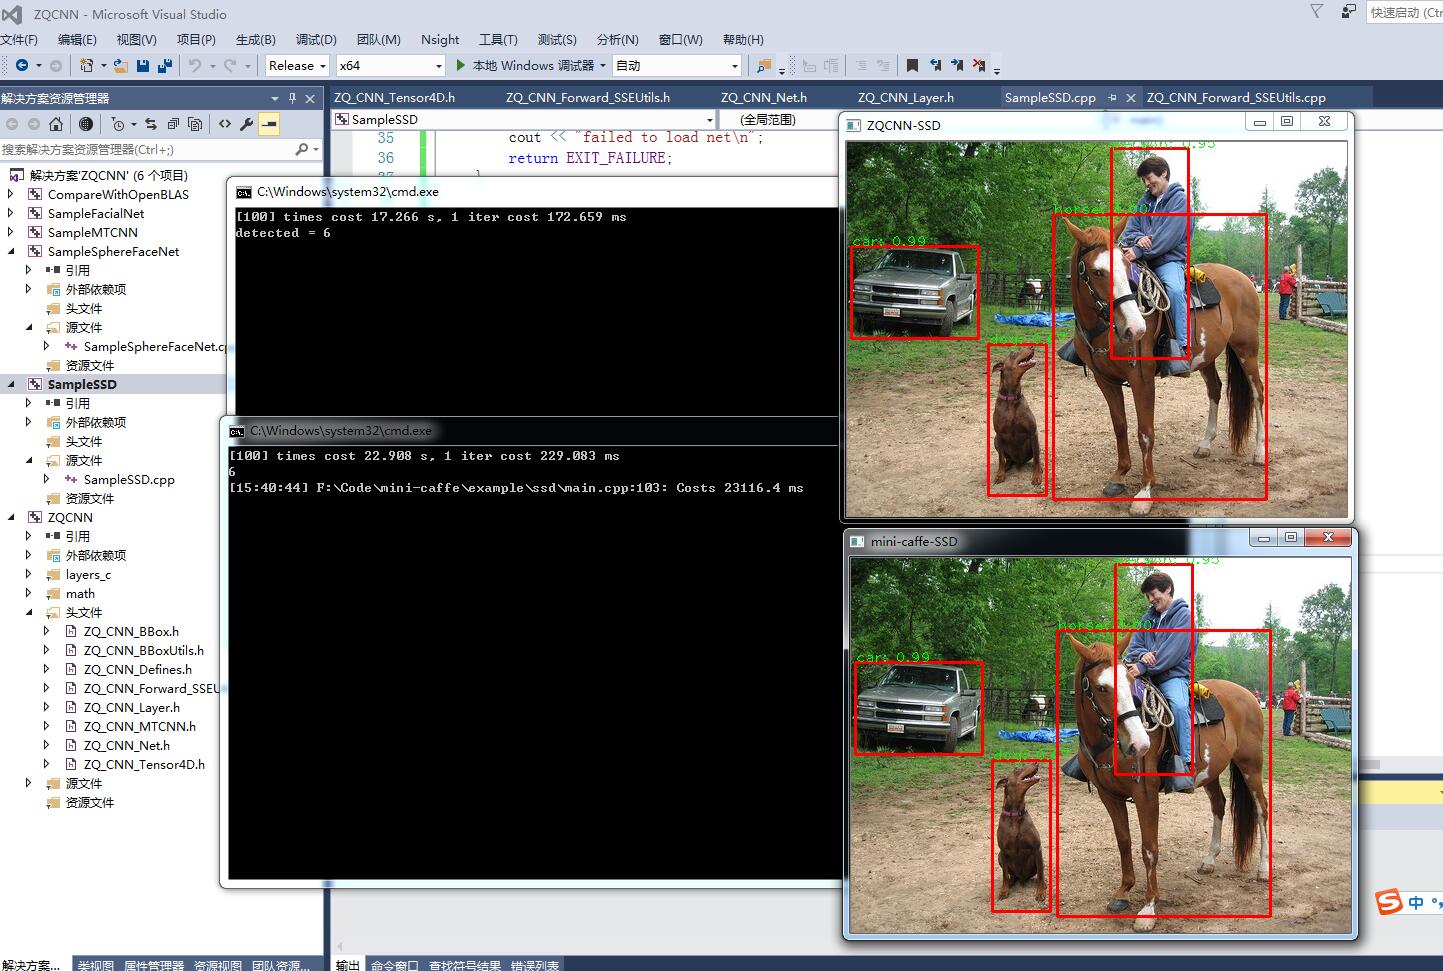 ZQCNN - Microsoft Visual Studio
快速启动 (Ctr
文件(F) 编辑(E) 视图(V) 项目(P) 生成(B) 调试(D) 团队(M) Nsight 工具(T) 测试(S) 分析(N) 窗口(W) 帮助(H)
Release x64 本地 Windows 调试器 自动
解决方案资源管理器
ZQ_CNN_Tensor4D.h ZQ_CNN_Forward_SSEUtils.h ZQ_CNN_Net.h ZQ_CNN_Layer.h SampleSSD.cpp ZQ_CNN_Forward_SSEUtils.cpp
SampleSSD (全局范围)
35 cout << "failed to load net\n";
36 return EXIT_FAILURE;
搜索解决方案资源管理器(Ctrl+;)
解决方案'ZQCNN' (6 个项目)
CompareWithOpenBLAS
SampleFacialNet
SampleMTCNN
SampleSphereFaceNet
引用
外部依赖项
头文件
源文件
SampleSphereFaceNet.cp
资源文件
SampleSSD
引用
外部依赖项
头文件
源文件
SampleSSD.cpp
资源文件
ZQCNN
引用
外部依赖项
layers_c
math
头文件
ZQ_CNN_BBox.h
ZQ_CNN_BBoxUtils.h
ZQ_CNN_Defines.h
ZQ_CNN_Forward_SSEU
ZQ_CNN_Layer.h
ZQ_CNN_MTCNN.h
ZQ_CNN_Net.h
ZQ_CNN_Tensor4D.h
源文件
资源文件
C:\Windows\system32\cmd.exe
[100] times cost 17.266 s, 1 iter cost 172.659 ms
detected = 6
C:\Windows\system32\cmd.exe
[100] times cost 22.908 s, 1 iter cost 229.083 ms
6
[15:40:44] F:\Code\mini-caffe\example\ssd\main.cpp:103: Costs 23116.4 ms
ZQCNN-SSD
car: 0.99
mini-caffe-SSD
car: 0.99
中
解决方案... 类视图 属性管理器 资源视图 团队资源...
输出 命令窗口 查找符号结果 错误列表